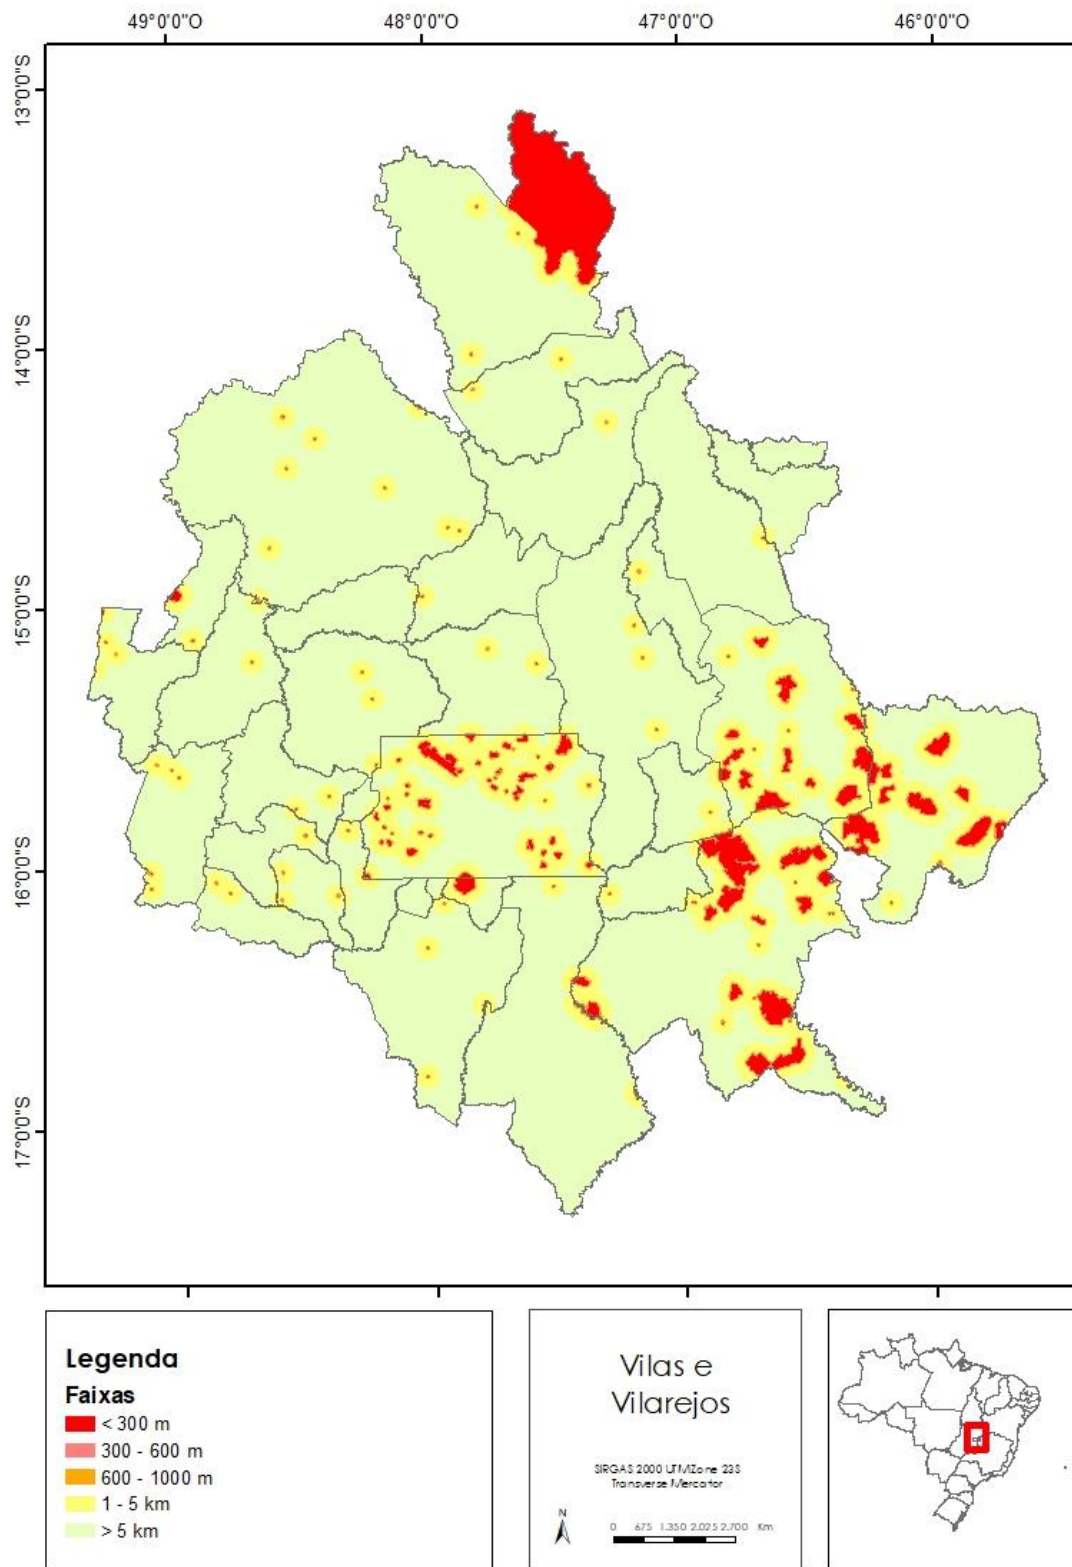 49°0'0"O 48°0'0"O 47°0'0"O 46°0'0"O
13°0'0"S
14°0'0"S
15°0'0"S
16°0'0"S
17°0'0"S
Legenda
Faixas
< 300 m
300 - 600 m
600 - 1000 m
1 - 5 km
> 5 km
Vilas e
Vilarejos
SIRGAS 2000 UTMZone 23S
Transverse Mercator
N
0 675 1.350 2.025 2.700 Km